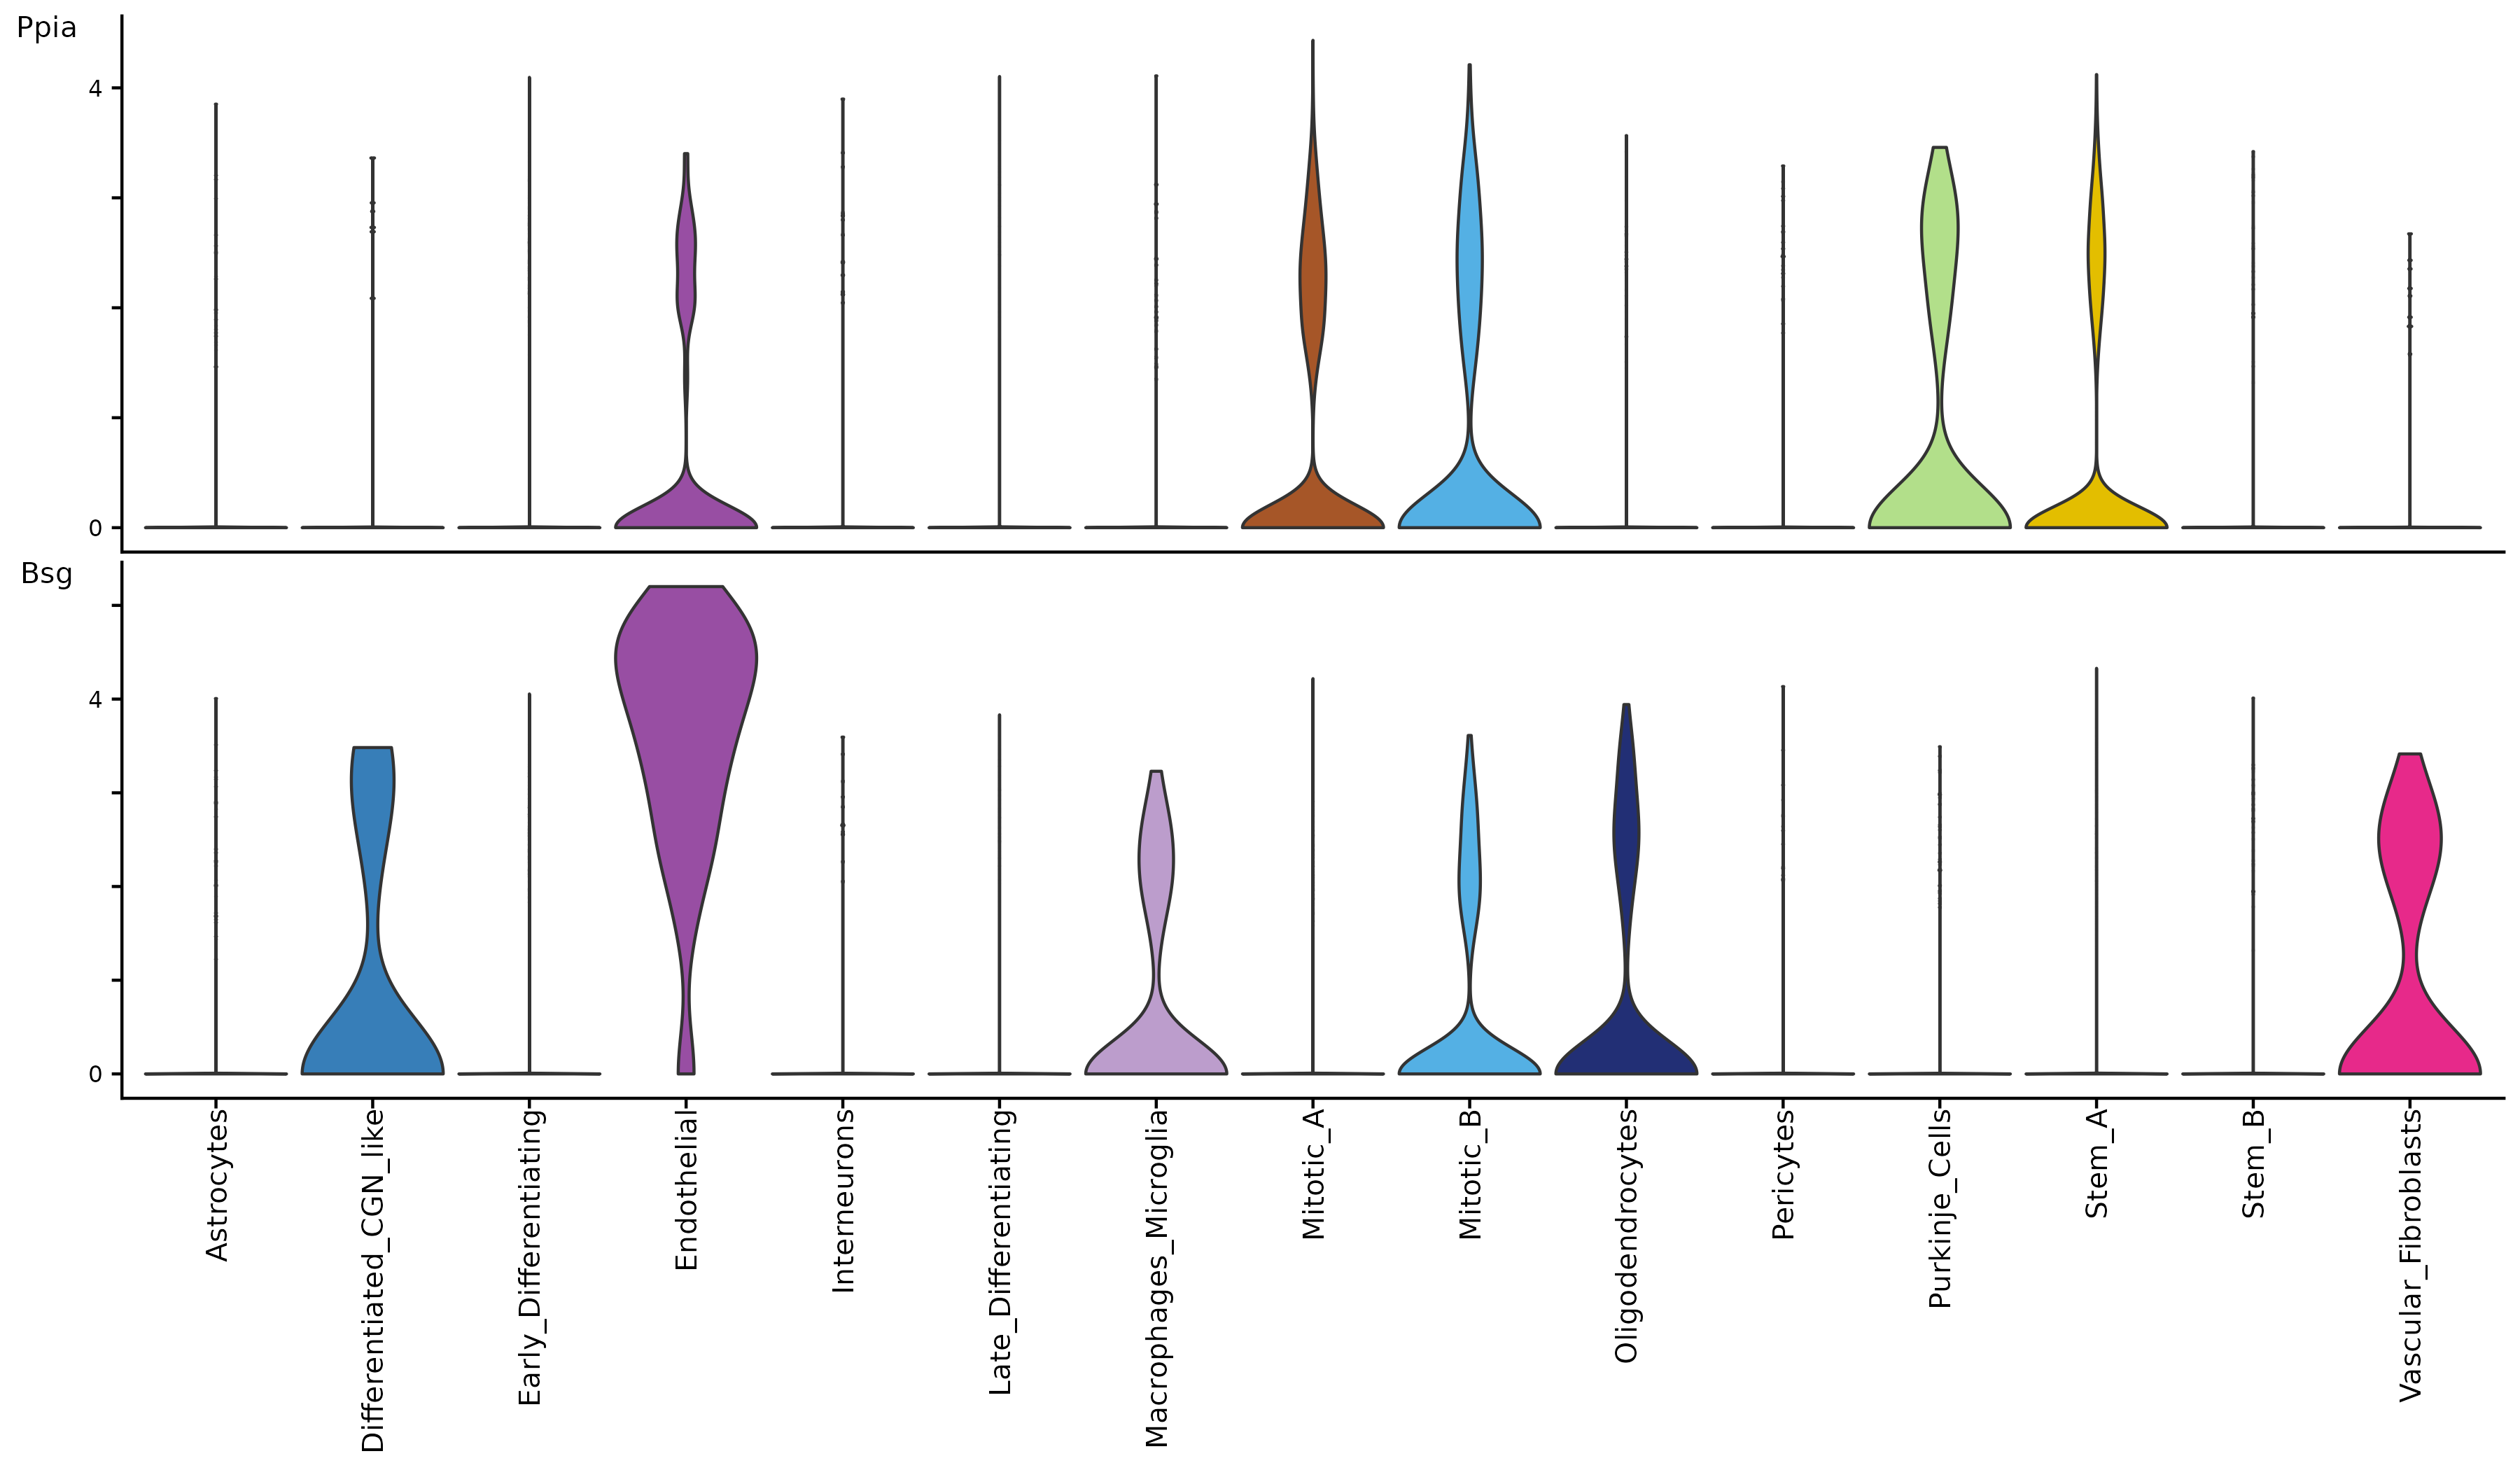 Ppia
4
0
Bsg
4
0
Astrocytes
Differentiated_CGN_like
Early_Differentiating
Endothelial
Interneurons
Late_Differentiating
Macrophages_Microglia
Mitotic_A
Mitotic_B
Oligodendrocytes
Pericytes
Purkinje_Cells
Stem_A
Stem_B
Vascular_Fibroblasts